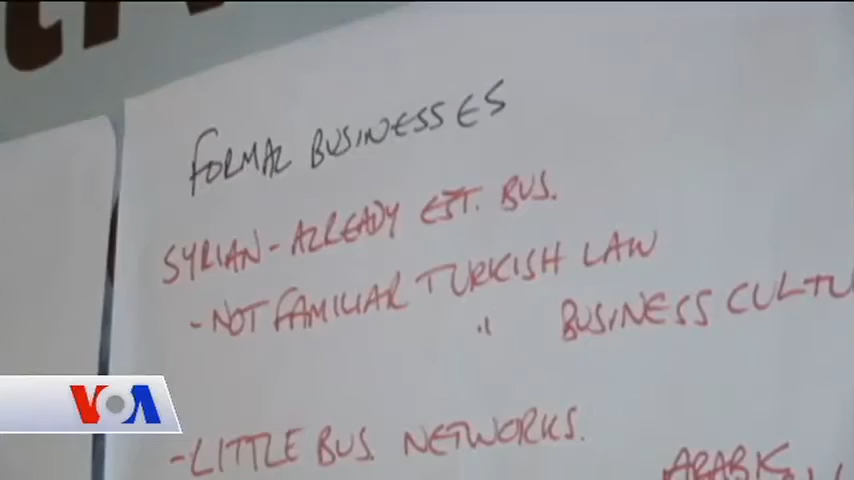 FORMAL BUSINESSES
SYRIAN - ALREADY EST. BUS.
- NOT FAMILIAR TURKISH LAW
" BUSINESS CULTU
- LITTLE BUS. NETWORKS.
VOA